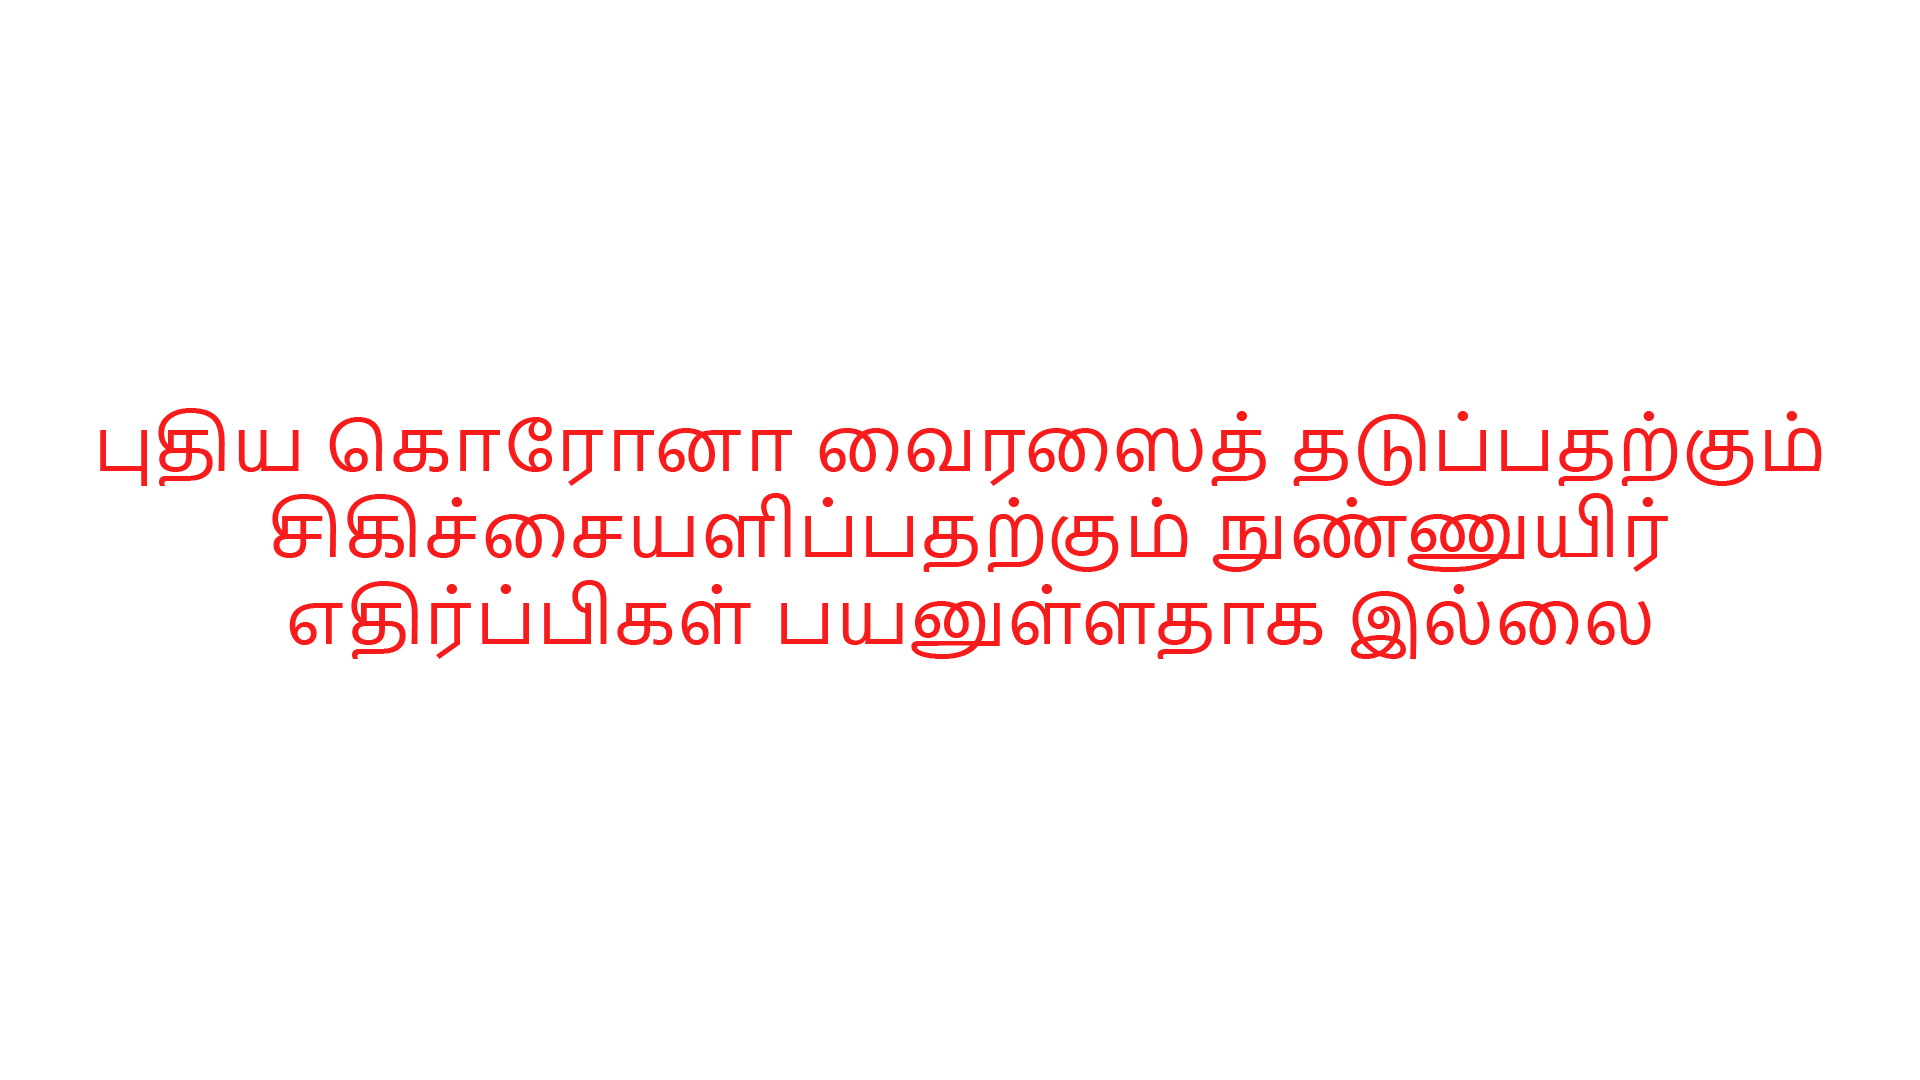 புதிய கொரோனா வைரஸைத் தடுப்பதற்கும்
சிகிச்சையளிப்பதற்கும் நுண்ணுயிர்
எதிர்ப்பிகள் பயனுள்ளதாக இல்லை